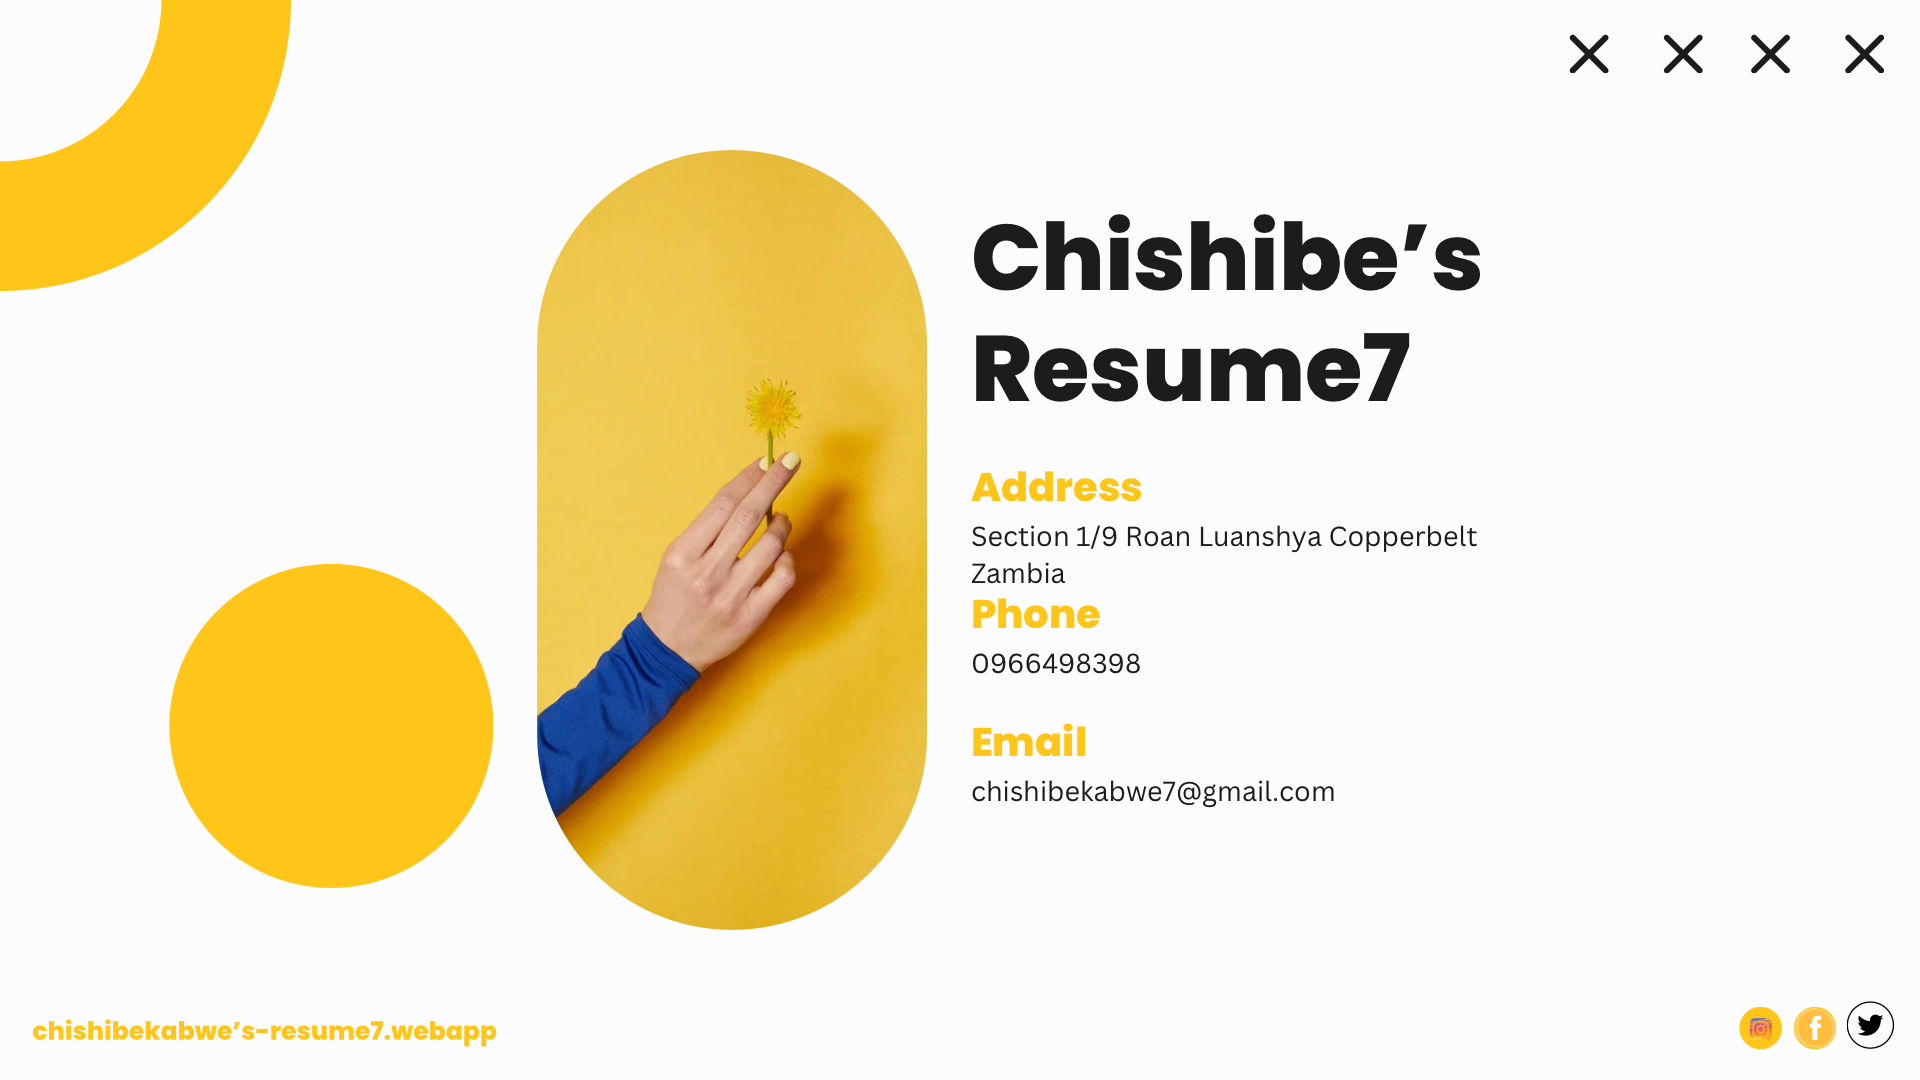 Chishibe’s
Resume7
Address
Section 1/9 Roan Luanshya Copperbelt
Zambia
Phone
0966498398
Email
chishibekabwe7@gmail.com
chishibekabwe’s-resume7.webapp